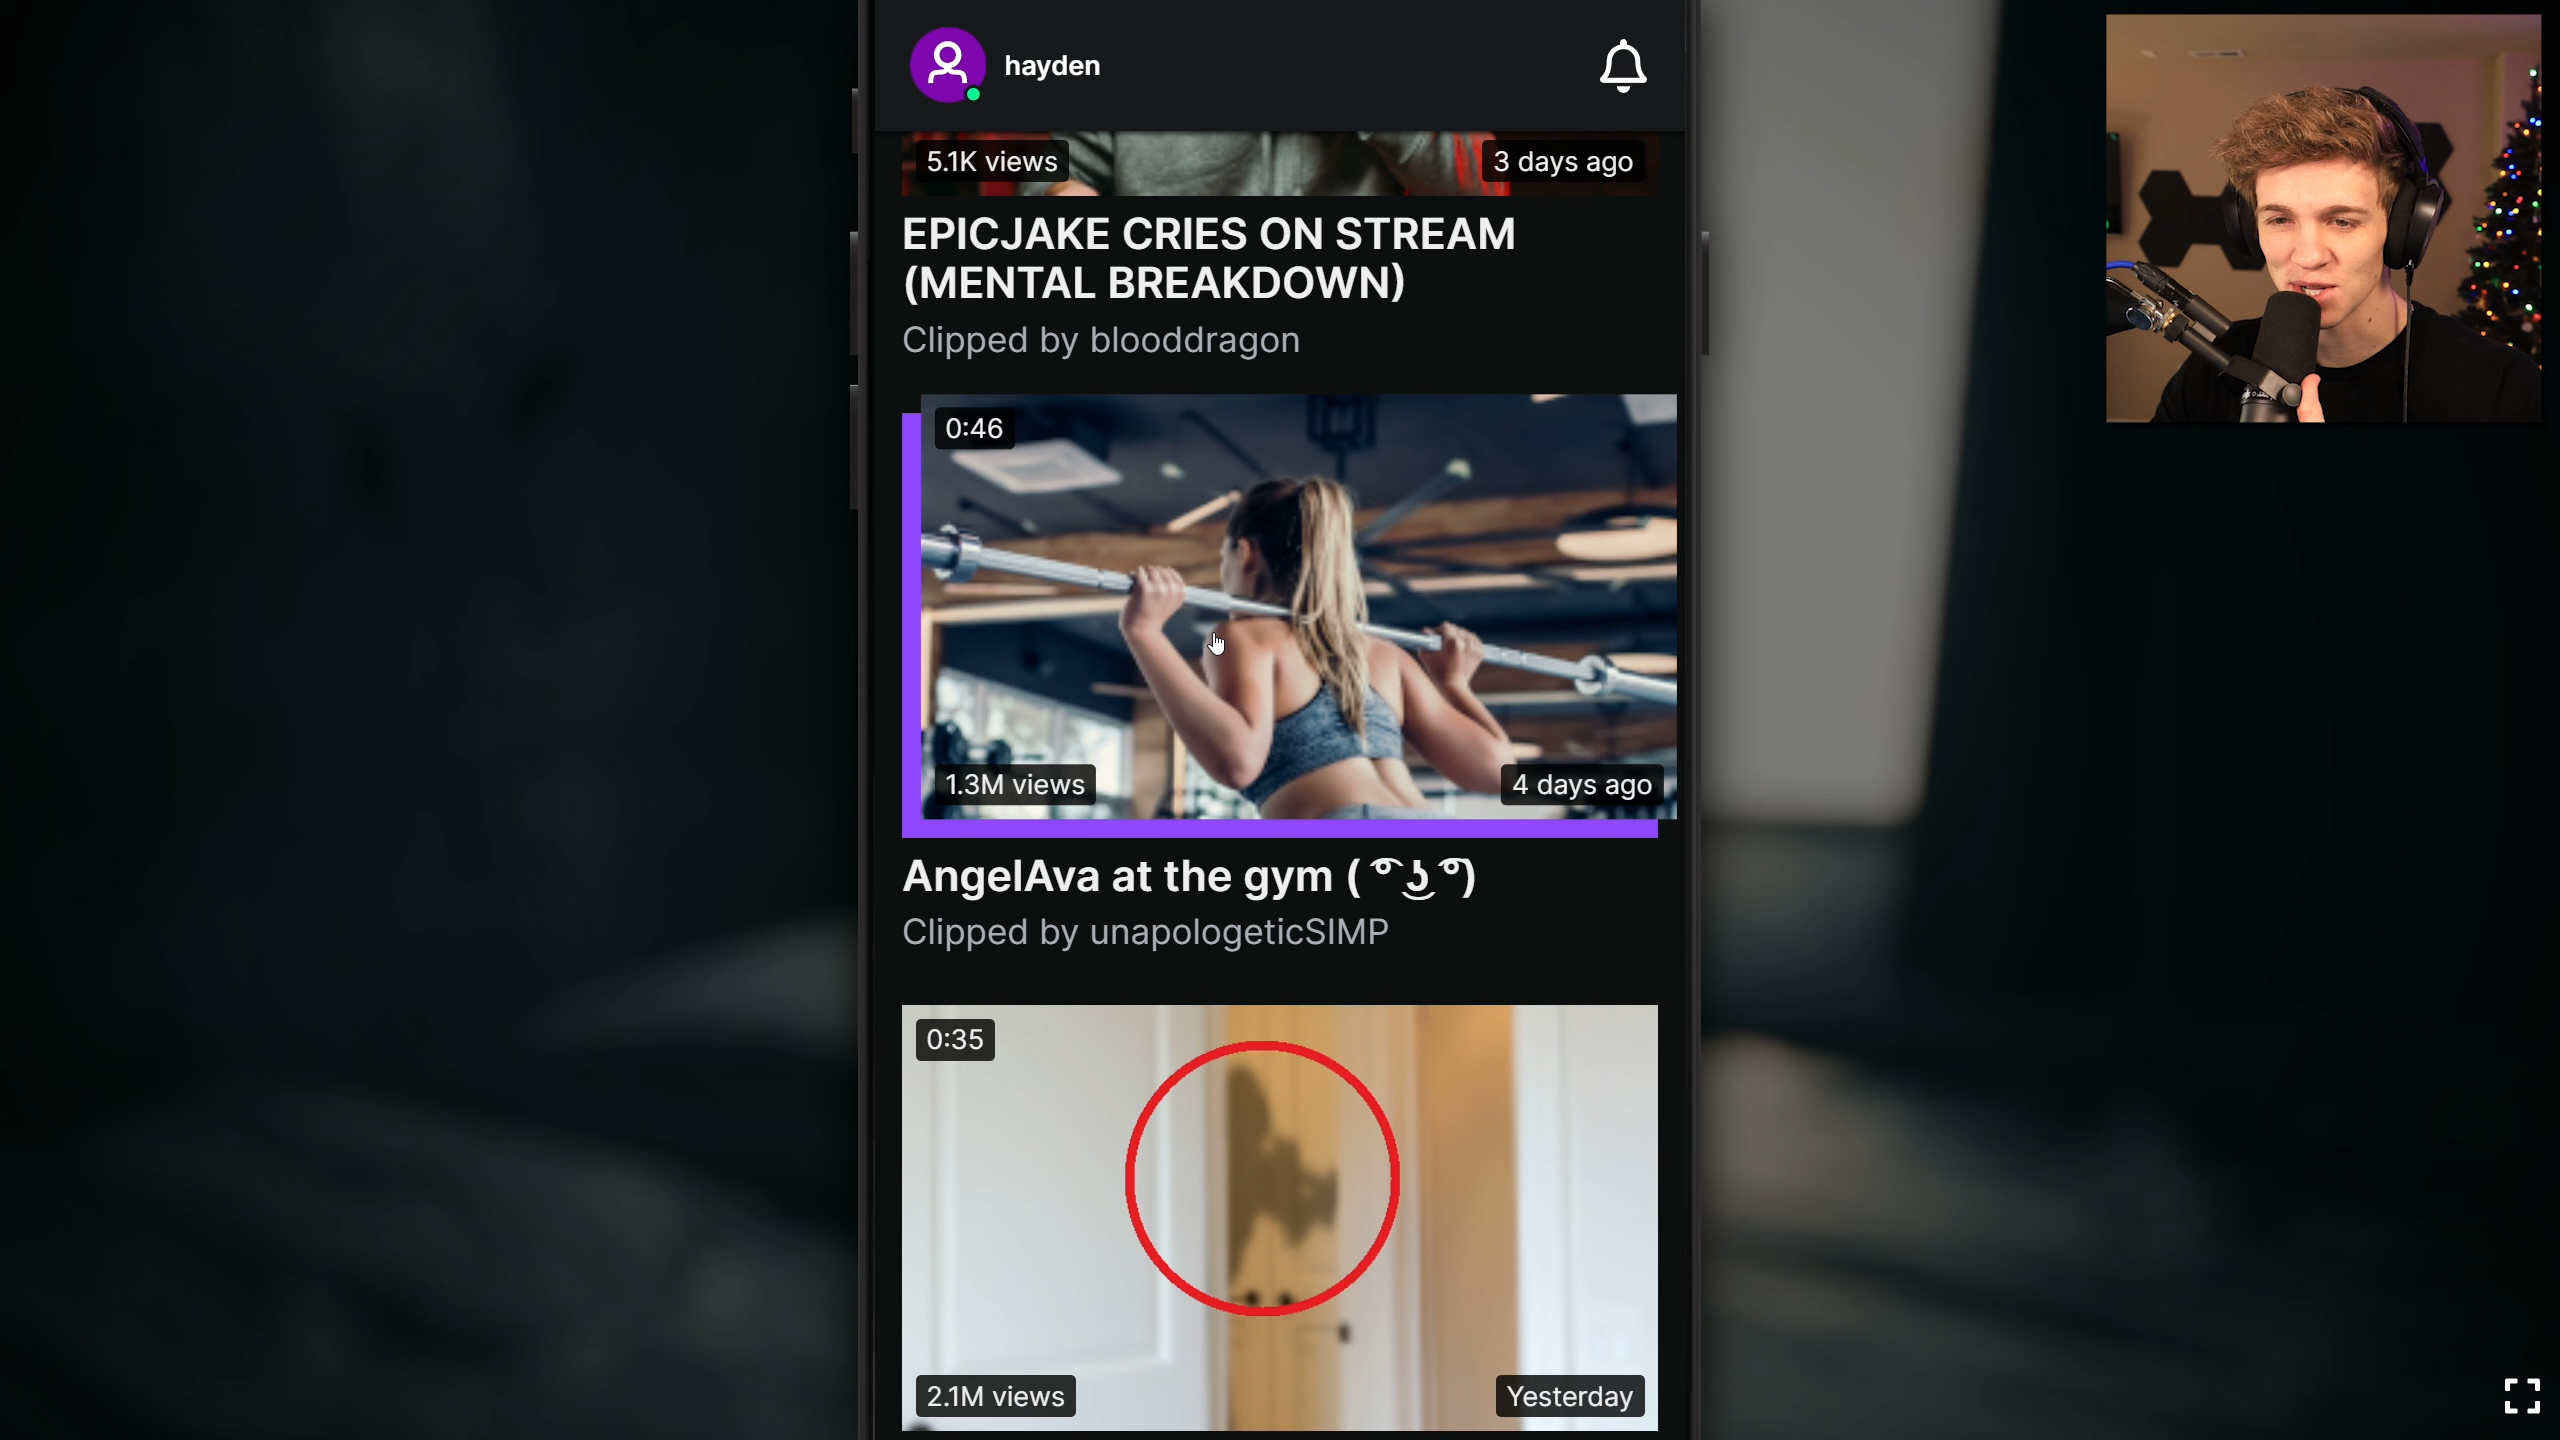 hayden
5.1K views
3 days ago
EPICJAKE CRIES ON STREAM
(MENTAL BREAKDOWN)
Clipped by blooddragon
0:46
1.3M views
4 days ago
AngelAva at the gym ( ͡° ͜ʖ ͡°)
Clipped by unapologeticSIMP
0:35
2.1M views
Yesterday